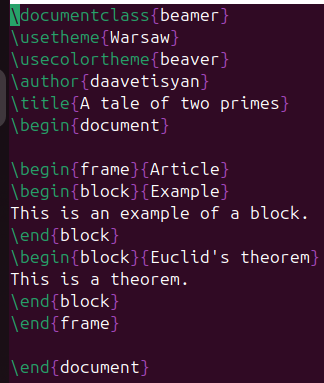 \documentclass{beamer}
\usetheme{Warsaw}
\usecolortheme{beaver}
\author{daavetisyan}
\title{A tale of two primes}
\begin{document}

\begin{frame}{Article}
\begin{block}{Example}
This is an example of a block.
\end{block}
\begin{block}{Euclid's theorem}
This is a theorem.
\end{block}
\end{frame}

\end{document}